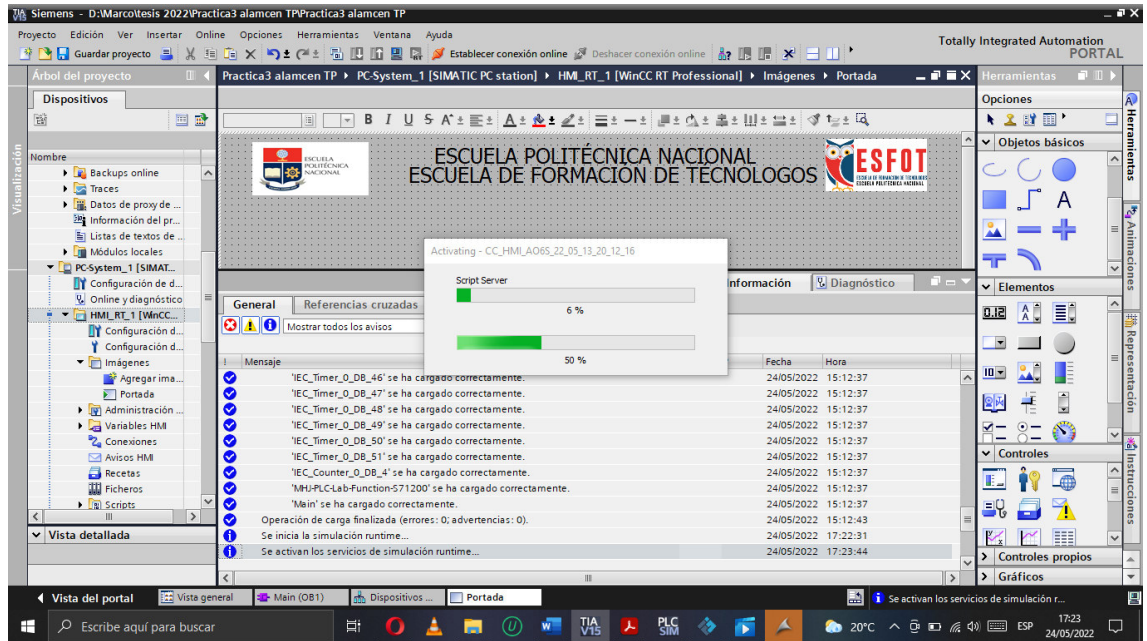 Siemens - D:\Marco\tesis 2022\Practica3 alamcen TP\Practica3 alamcen TP
Proyecto Edición Ver Insertar Online Opciones Herramientas Ventana Ayuda
Guardar proyecto
Establecer conexión online
Deshacer conexión online
Totally Integrated Automation
PORTAL
Árbol del proyecto
Practica3 alamcen TP ▸ PC-System_1 [SIMATIC PC station] ▸ HMI_RT_1 [WinCC RT Professional] ▸ Imágenes ▸ Portada
Herramientas
Dispositivos
Opciones
Visualización
Nombre
Backups online
Traces
Datos de proxy de ...
Información del pr...
Listas de textos de ...
Módulos locales
PC-System_1 [SIMAT...
Configuración de d...
Online y diagnóstico
HMI_RT_1 [WinCC...
Configuración d...
Configuración d...
Imágenes
Agregar ima...
Portada
Administración ...
Variables HMI
Conexiones
Avisos HMI
Recetas
Ficheros
Scripts
Vista detallada
B I U S A
ESCUELA
POLITÉCNICA
NACIONAL
ESCUELA POLITÉCNICA NACIONAL
ESCUELA DE FORMACIÓN DE TECNOLOGOS
ESFOT
Activating - CC_HMI_AO6S_22_05_13_20_12_16
Script Server
6 %
50 %
Información
Diagnóstico
General
Referencias cruzadas
Mostrar todos los avisos
! Mensaje Fecha Hora
'IEC_Timer_0_DB_46' se ha cargado correctamente. 24/05/2022 15:12:37
'IEC_Timer_0_DB_47' se ha cargado correctamente. 24/05/2022 15:12:37
'IEC_Timer_0_DB_48' se ha cargado correctamente. 24/05/2022 15:12:37
'IEC_Timer_0_DB_49' se ha cargado correctamente. 24/05/2022 15:12:37
'IEC_Timer_0_DB_50' se ha cargado correctamente. 24/05/2022 15:12:37
'IEC_Timer_0_DB_51' se ha cargado correctamente. 24/05/2022 15:12:37
'IEC_Counter_0_DB_4' se ha cargado correctamente. 24/05/2022 15:12:37
'MHJ-PLC-Lab-Function-S71200' se ha cargado correctamente. 24/05/2022 15:12:37
'Main' se ha cargado correctamente. 24/05/2022 15:12:37
Operación de carga finalizada (errores: 0; advertencias: 0). 24/05/2022 15:12:43
Se inicia la simulación runtime... 24/05/2022 17:22:31
Se activan los servicios de simulación runtime... 24/05/2022 17:23:44
Objetos básicos
A
Elementos
Controles
Controles propios
Gráficos
Herramientas
Animaciones
Representación
Instrucciones
Vista del portal
Vista general
Main (OB1)
Dispositivos ...
Portada
Se activan los servicios de simulación r...
Escribe aquí para buscar
TIA
V15
PLC
SIM
20°C
ESP
17:23
24/05/2022